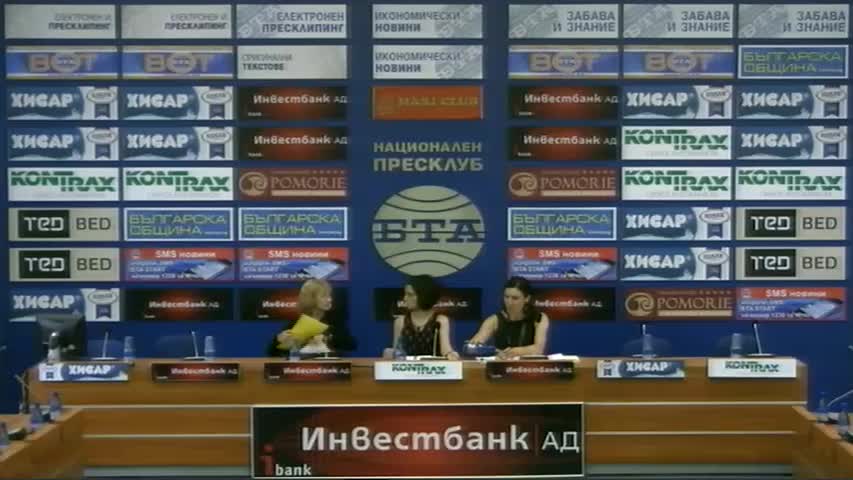 ЕЛЕКТРОНЕН И ПРЕСКЛИПИНГ
ЕЛЕКТРОНЕН И ПРЕСКЛИПИНГ
ЕЛЕКТРОНЕН И ПРЕСКЛИПИНГ
ИКОНОМИЧЕСКИ НОВИНИ
ЗАБАВА И ЗНАНИЕ
ЗАБАВА И ЗНАНИЕ
ЗАБАВА И ЗНАНИЕ
ОРИГИНАЛНИ ТЕКСТОВЕ
ИКОНОМИЧЕСКИ НОВИНИ
БЪЛГАРСКА ОБЩИНА
ХИСАР
ХИСАР
ИНВЕСТБАНК АД
MAXI CLUB
ИНВЕСТБАНК АД
ХИСАР
ХИСАР
ХИСАР
ХИСАР
ИНВЕСТБАНК АД
НАЦИОНАЛЕН
ПРЕСКЛУБ
ИНВЕСТБАНК АД
KONTRAX
ХИСАР
KONTRAX
KONTRAX
POMORIE
POMORIE
KONTRAX
KONTRAX
TED BED
БЪЛГАРСКА ОБЩИНА
БЪЛГАРСКА ОБЩИНА
БТА
БЪЛГАРСКА ОБЩИНА
ХИСАР
TED BED
TED BED
SMS НОВИНИ
SMS НОВИНИ
SMS НОВИНИ
ХИСАР
TED BED
ХИСАР
ИНВЕСТБАНК АД
POMORIE
SMS НОВИНИ
ХИСАР
ИНВЕСТБАНК АД
ИНВЕСТБАНК АД
KONTRAX
ИНВЕСТБАНК АД
ХИСАР
KONTRAX
ИНВЕСТБАНК АД
ibank